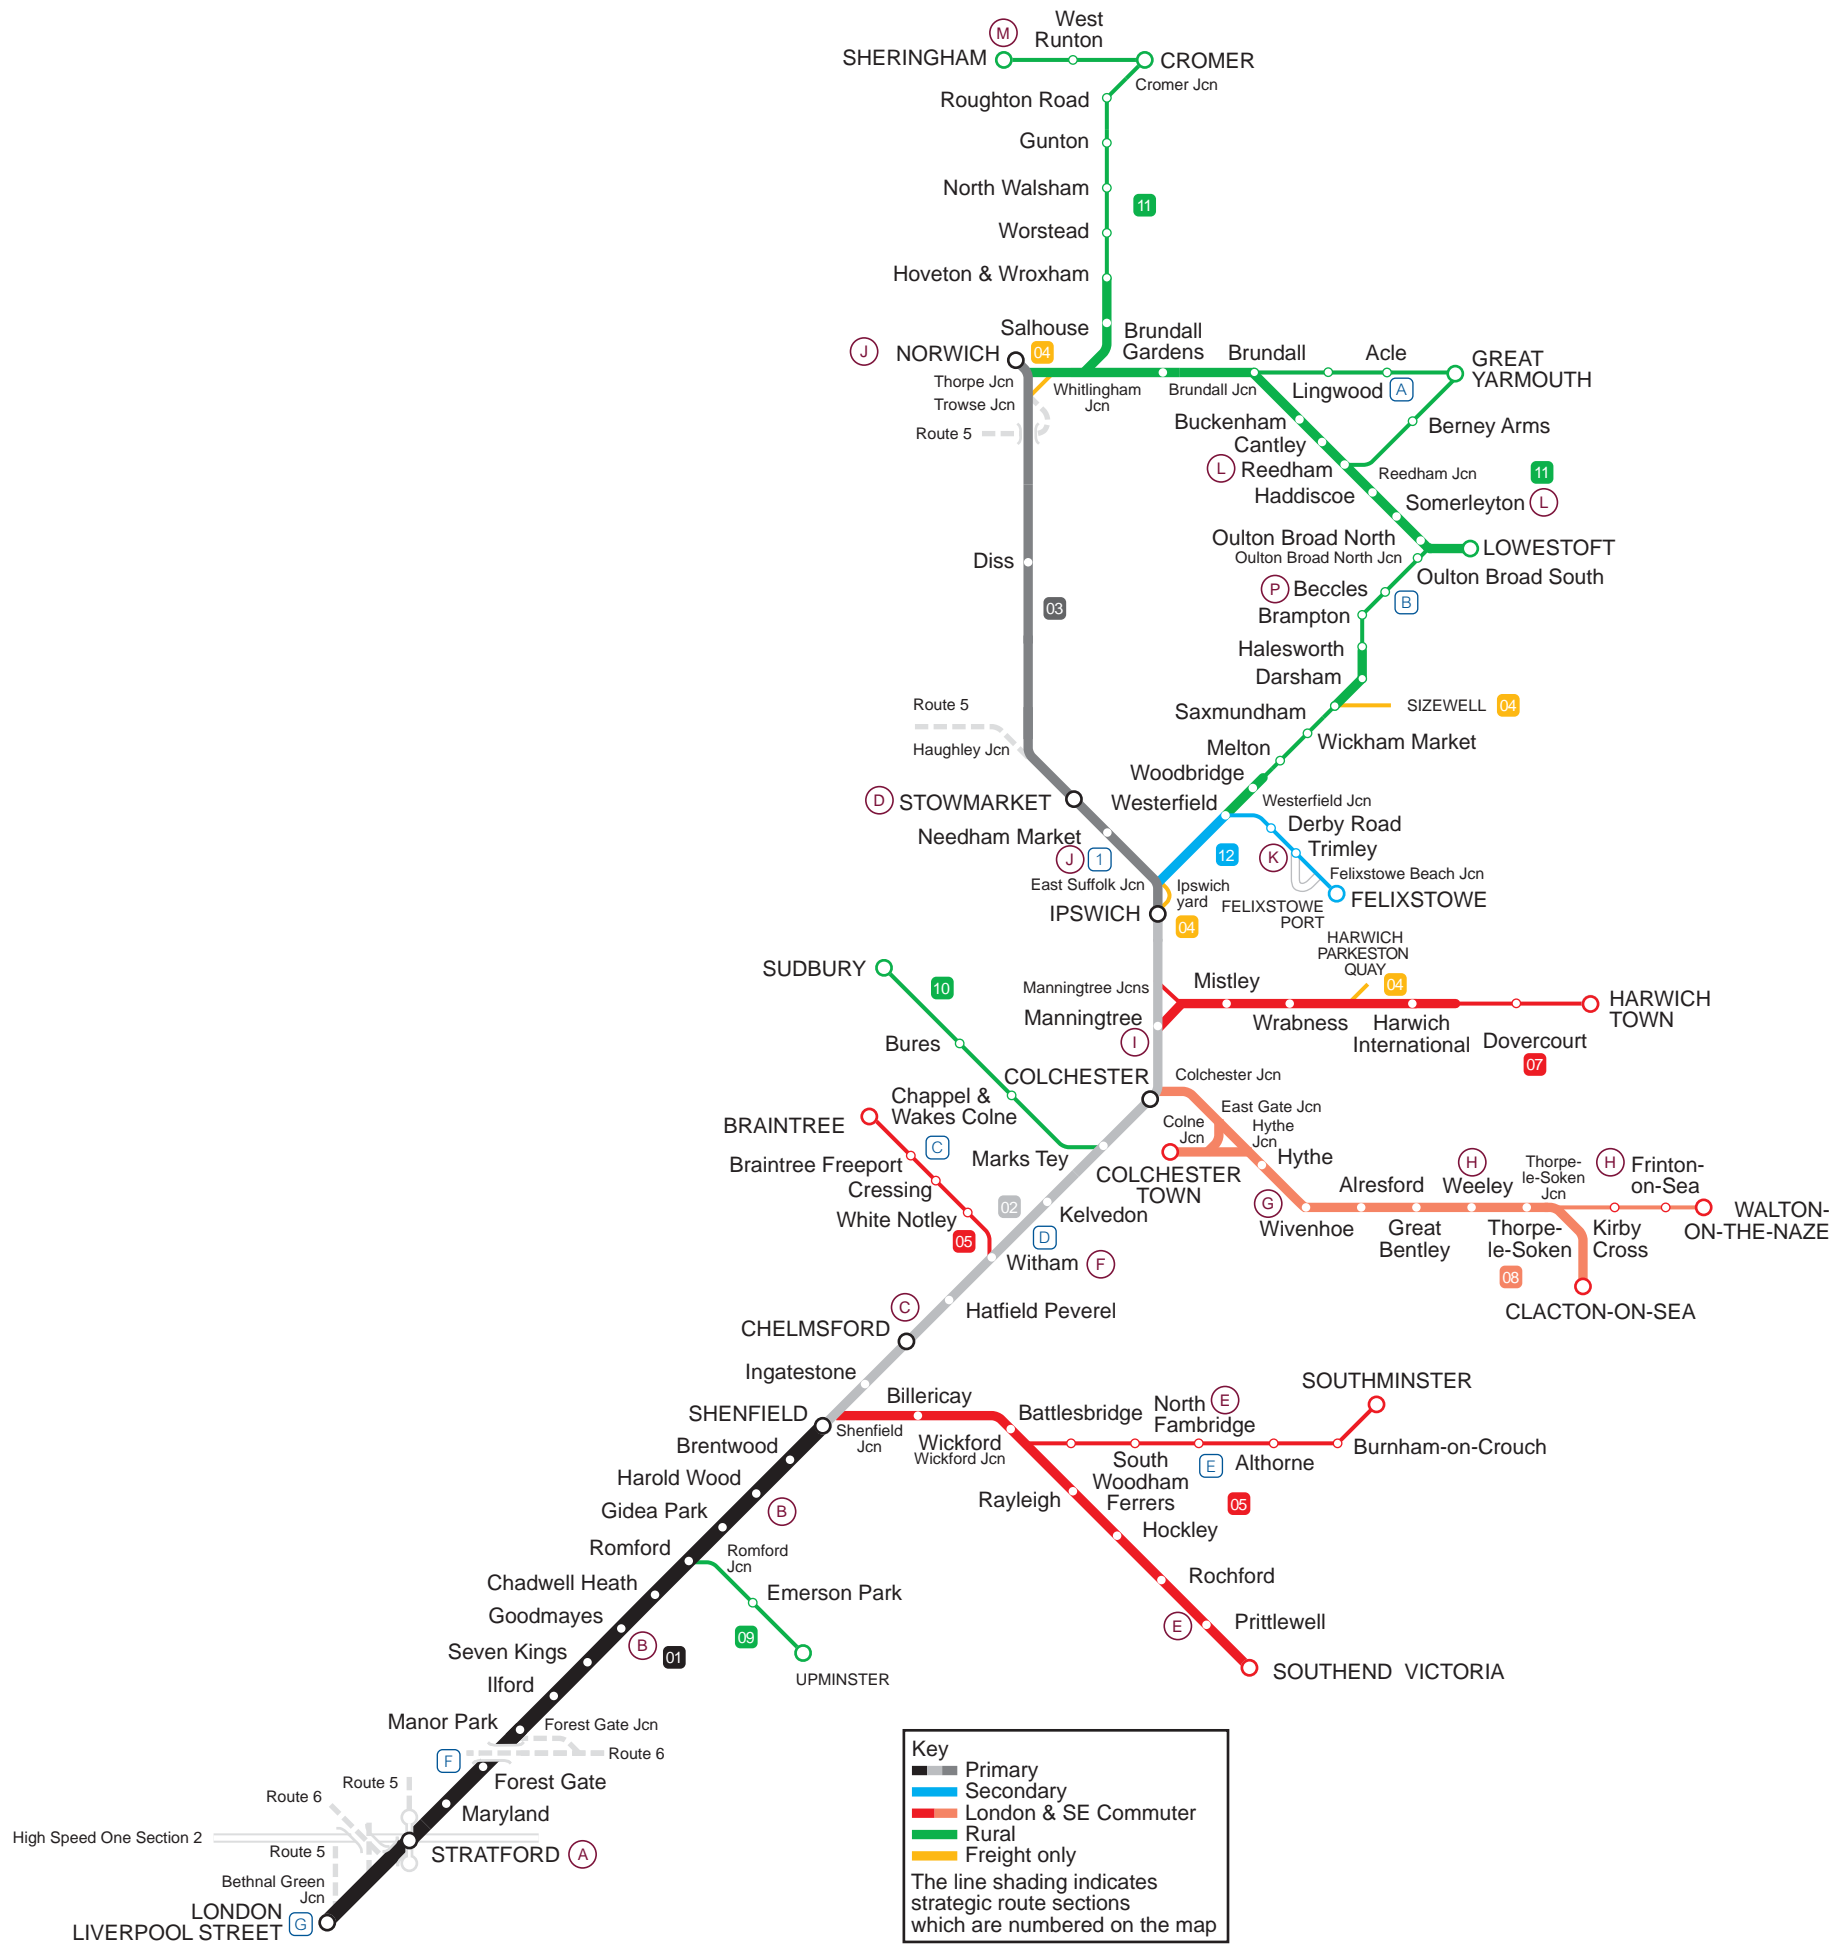 M
West
Runton
SHERINGHAM
CROMER
Cromer Jcn
Roughton Road
Gunton
North Walsham
11
Worstead
Hoveton & Wroxham
Salhouse
Brundall
Gardens
J
NORWICH
04
Brundall
Acle
GREAT
YARMOUTH
Thorpe Jcn
Whitlingham
Jcn
Brundall Jcn
Lingwood
A
Trowse Jcn
Route 5
Buckenham
Berney Arms
Cantley
L
Reedham
Reedham Jcn
11
Haddiscoe
Somerleyton
L
Oulton Broad North
Oulton Broad North Jcn
LOWESTOFT
Diss
Oulton Broad South
P
Beccles
B
03
Brampton
Halesworth
Darsham
Route 5
Saxmundham
SIZEWELL
04
Haughley Jcn
Melton
Wickham Market
Woodbridge
D
STOWMARKET
Westerfield
Westerfield Jcn
Needham Market
Derby Road
J
1
12
K
Trimley
East Suffolk Jcn
Ipswich
yard
Felixstowe Beach Jcn
IPSWICH
FELIXSTOWE
PORT
FELIXSTOWE
04
HARWICH
PARKESTON
QUAY
04
SUDBURY
10
Manningtree Jcns
Mistley
Manningtree
Wrabness
Harwich
International
HARWICH
TOWN
Dovercourt
07
I
Bures
COLCHESTER
Colchester Jcn
Chappel &
Wakes Colne
East Gate Jcn
BRAINTREE
Colne
Jcn
Hythe
Jcn
C
Marks Tey
Hythe
Braintree Freeport
COLCHESTER
TOWN
H
Weeley
Thorpe-
le-Soken
Jcn
H
Frinton-
on-Sea
Cressing
Alresford
White Notley
02
Kelvedon
G
Wivenhoe
Great
Bentley
Thorpe-
le-Soken
Kirby
Cross
WALTON-
ON-THE-NAZE
05
D
Witham
F
08
C
Hatfield Peverel
CLACTON-ON-SEA
CHELMSFORD
Ingatestone
Billericay
SOUTHMINSTER
SHENFIELD
Shenfield
Jcn
Wickford
Wickford Jcn
Battlesbridge
North
Fambridge
E
Brentwood
South
Woodham
Ferrers
E
Althorne
Burnham-on-Crouch
Harold Wood
Rayleigh
05
Gidea Park
B
Hockley
Romford
Romford
Jcn
Chadwell Heath
Emerson Park
Rochford
Goodmayes
B
01
09
E
Prittlewell
Seven Kings
UPMINSTER
SOUTHEND VICTORIA
Ilford
Manor Park
Forest Gate Jcn
F
Route 6
Forest Gate
Route 5
Route 6
Maryland
High Speed One Section 2
Route 5
STRATFORD
A
Bethnal Green
Jcn
LONDON
LIVERPOOL STREET
G
Key
Primary
Secondary
London & SE Commuter
Rural
Freight only
The line shading indicates
strategic route sections
which are numbered on the map